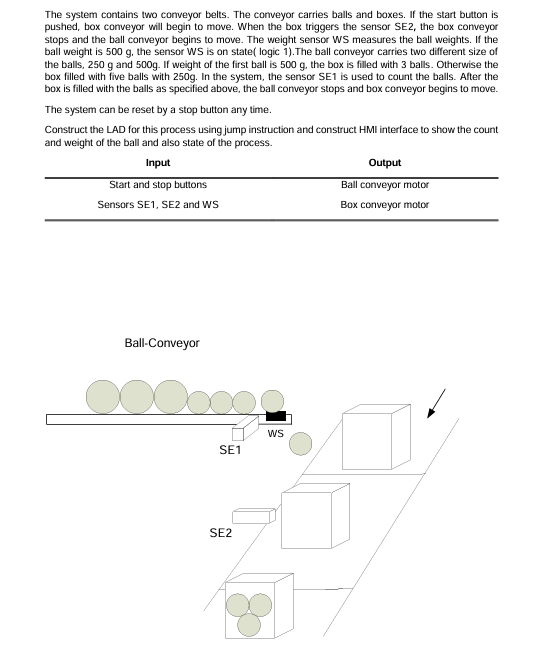 The system contains two conveyor belts. The conveyor carries balls and boxes. If the start button is
pushed, box conveyor will begin to move. When the box triggers the sensor SE2, the box conveyor
stops and the ball conveyor begins to move. The weight sensor WS measures the ball weights. If the
ball weight is 500 g, the sensor WS is on state( logic 1).The ball conveyor carries two different size of
the balls, 250 g and 500g. If weight of the first ball is 500 g, the box is filled with 3 balls. Otherwise the
box filled with five balls with 250g. In the system, the sensor SE1 is used to count the balls. After the
box is filled with the balls as specified above, the ball conveyor stops and box conveyor begins to move.
The system can be reset by a stop button any time.
Construct the LAD for this process using jump instruction and construct HMI interface to show the count
and weight of the ball and also state of the process.
Input Output
Start and stop buttons Ball conveyor motor
Sensors SE1, SE2 and WS Box conveyor motor
Ball-Conveyor
WS
SE1
SE2